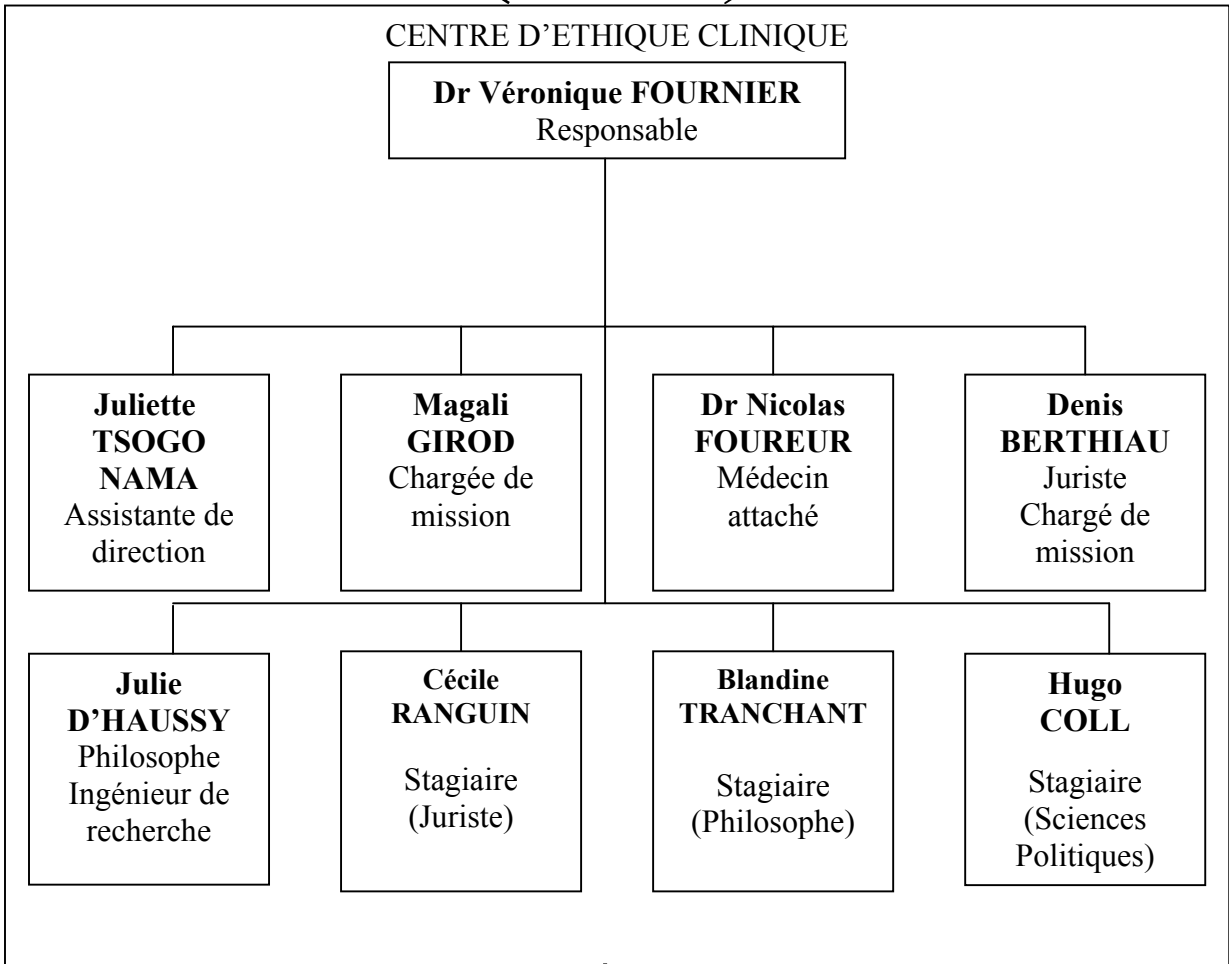 CENTRE D’ETHIQUE CLINIQUE
Dr Véronique FOURNIER
Responsable
Juliette
TSOGO
NAMA
Assistante de
direction
Magali
GIROD
Chargée de
mission
Dr Nicolas
FOUREUR
Médecin
attaché
Denis
BERTHIAU
Juriste
Chargé de
mission
Julie
D’HAUSSY
Philosophe
Ingénieur de
recherche
Cécile
RANGUIN
Stagiaire
(Juriste)
Blandine
TRANCHANT
Stagiaire
(Philosophe)
Hugo
COLL
Stagiaire
(Sciences
Politiques)